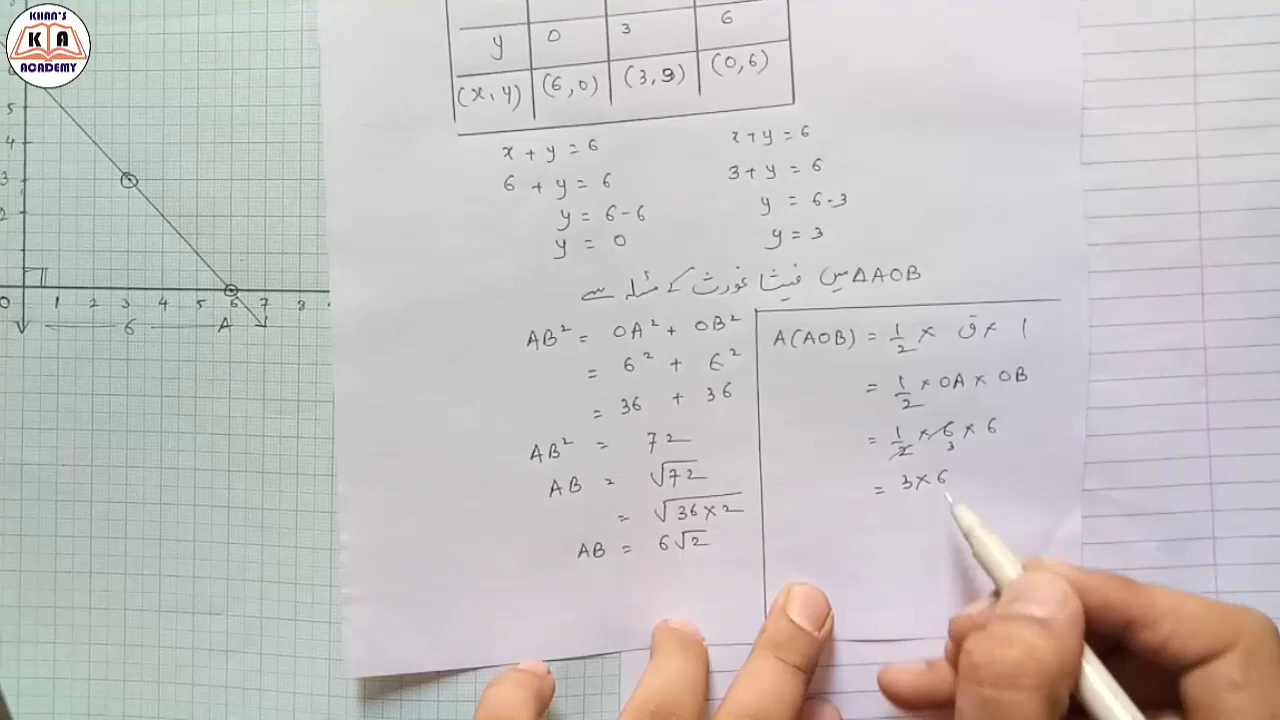 KHAN'S
K A
ACADEMY
y 0 3 6
(x, y) (6,0) (3,9) (0,6)
x + y = 6
6 + y = 6
y = 6-6
y = 0
x + y = 6
3 + y = 6
y = 6-3
y = 3
ΔAOB میں فیثا غورث کے مسئلہ سے
AB² = OA² + OB²
= 6² + 6²
= 36 + 36
AB² = 72
AB = √72
= √36×2
AB = 6√2
A(AOB) = 1/2 × ق × ا
= 1/2 × OA × OB
= 1/2 × 6 × 6
3
= 3×6
5
4
3
2
0 1 2 3 4 5 6 7 8
6 A